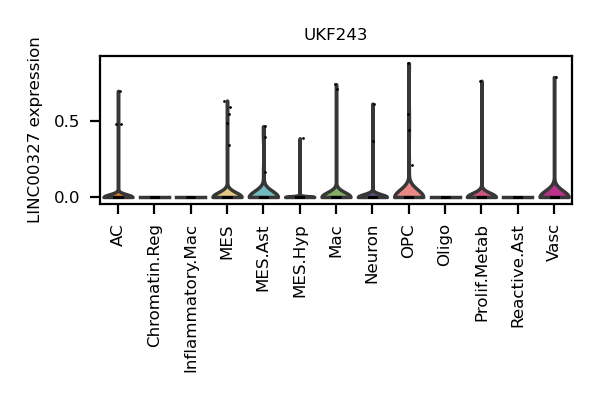 UKF243
LINC00327 expression
0.5
0.0
AC
Chromatin.Reg
Inflammatory.Mac
MES
MES.Ast
MES.Hyp
Mac
Neuron
OPC
Oligo
Prolif.Metab
Reactive.Ast
Vasc